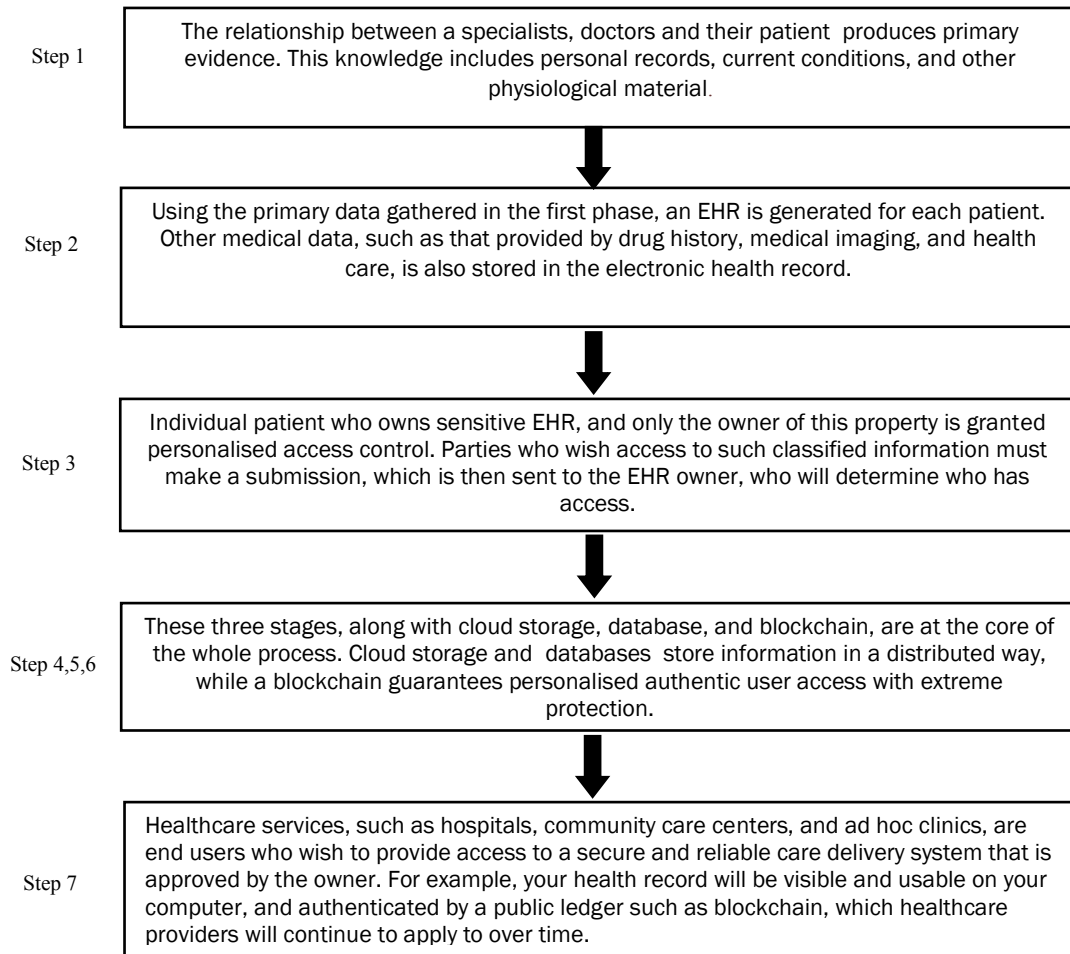 Step 1
The relationship between a specialists, doctors and their patient produces primary
evidence. This knowledge includes personal records, current conditions, and other
physiological material.
Step 2
Using the primary data gathered in the first phase, an EHR is generated for each patient.
Other medical data, such as that provided by drug history, medical imaging, and health
care, is also stored in the electronic health record.
Step 3
Individual patient who owns sensitive EHR, and only the owner of this property is granted
personalised access control. Parties who wish access to such classified information must
make a submission, which is then sent to the EHR owner, who will determine who has
access.
Step 4,5,6
These three stages, along with cloud storage, database, and blockchain, are at the core of
the whole process. Cloud storage and databases store information in a distributed way,
while a blockchain guarantees personalised authentic user access with extreme
protection.
Step 7
Healthcare services, such as hospitals, community care centers, and ad hoc clinics, are
end users who wish to provide access to a secure and reliable care delivery system that is
approved by the owner. For example, your health record will be visible and usable on your
computer, and authenticated by a public ledger such as blockchain, which healthcare
providers will continue to apply to over time.